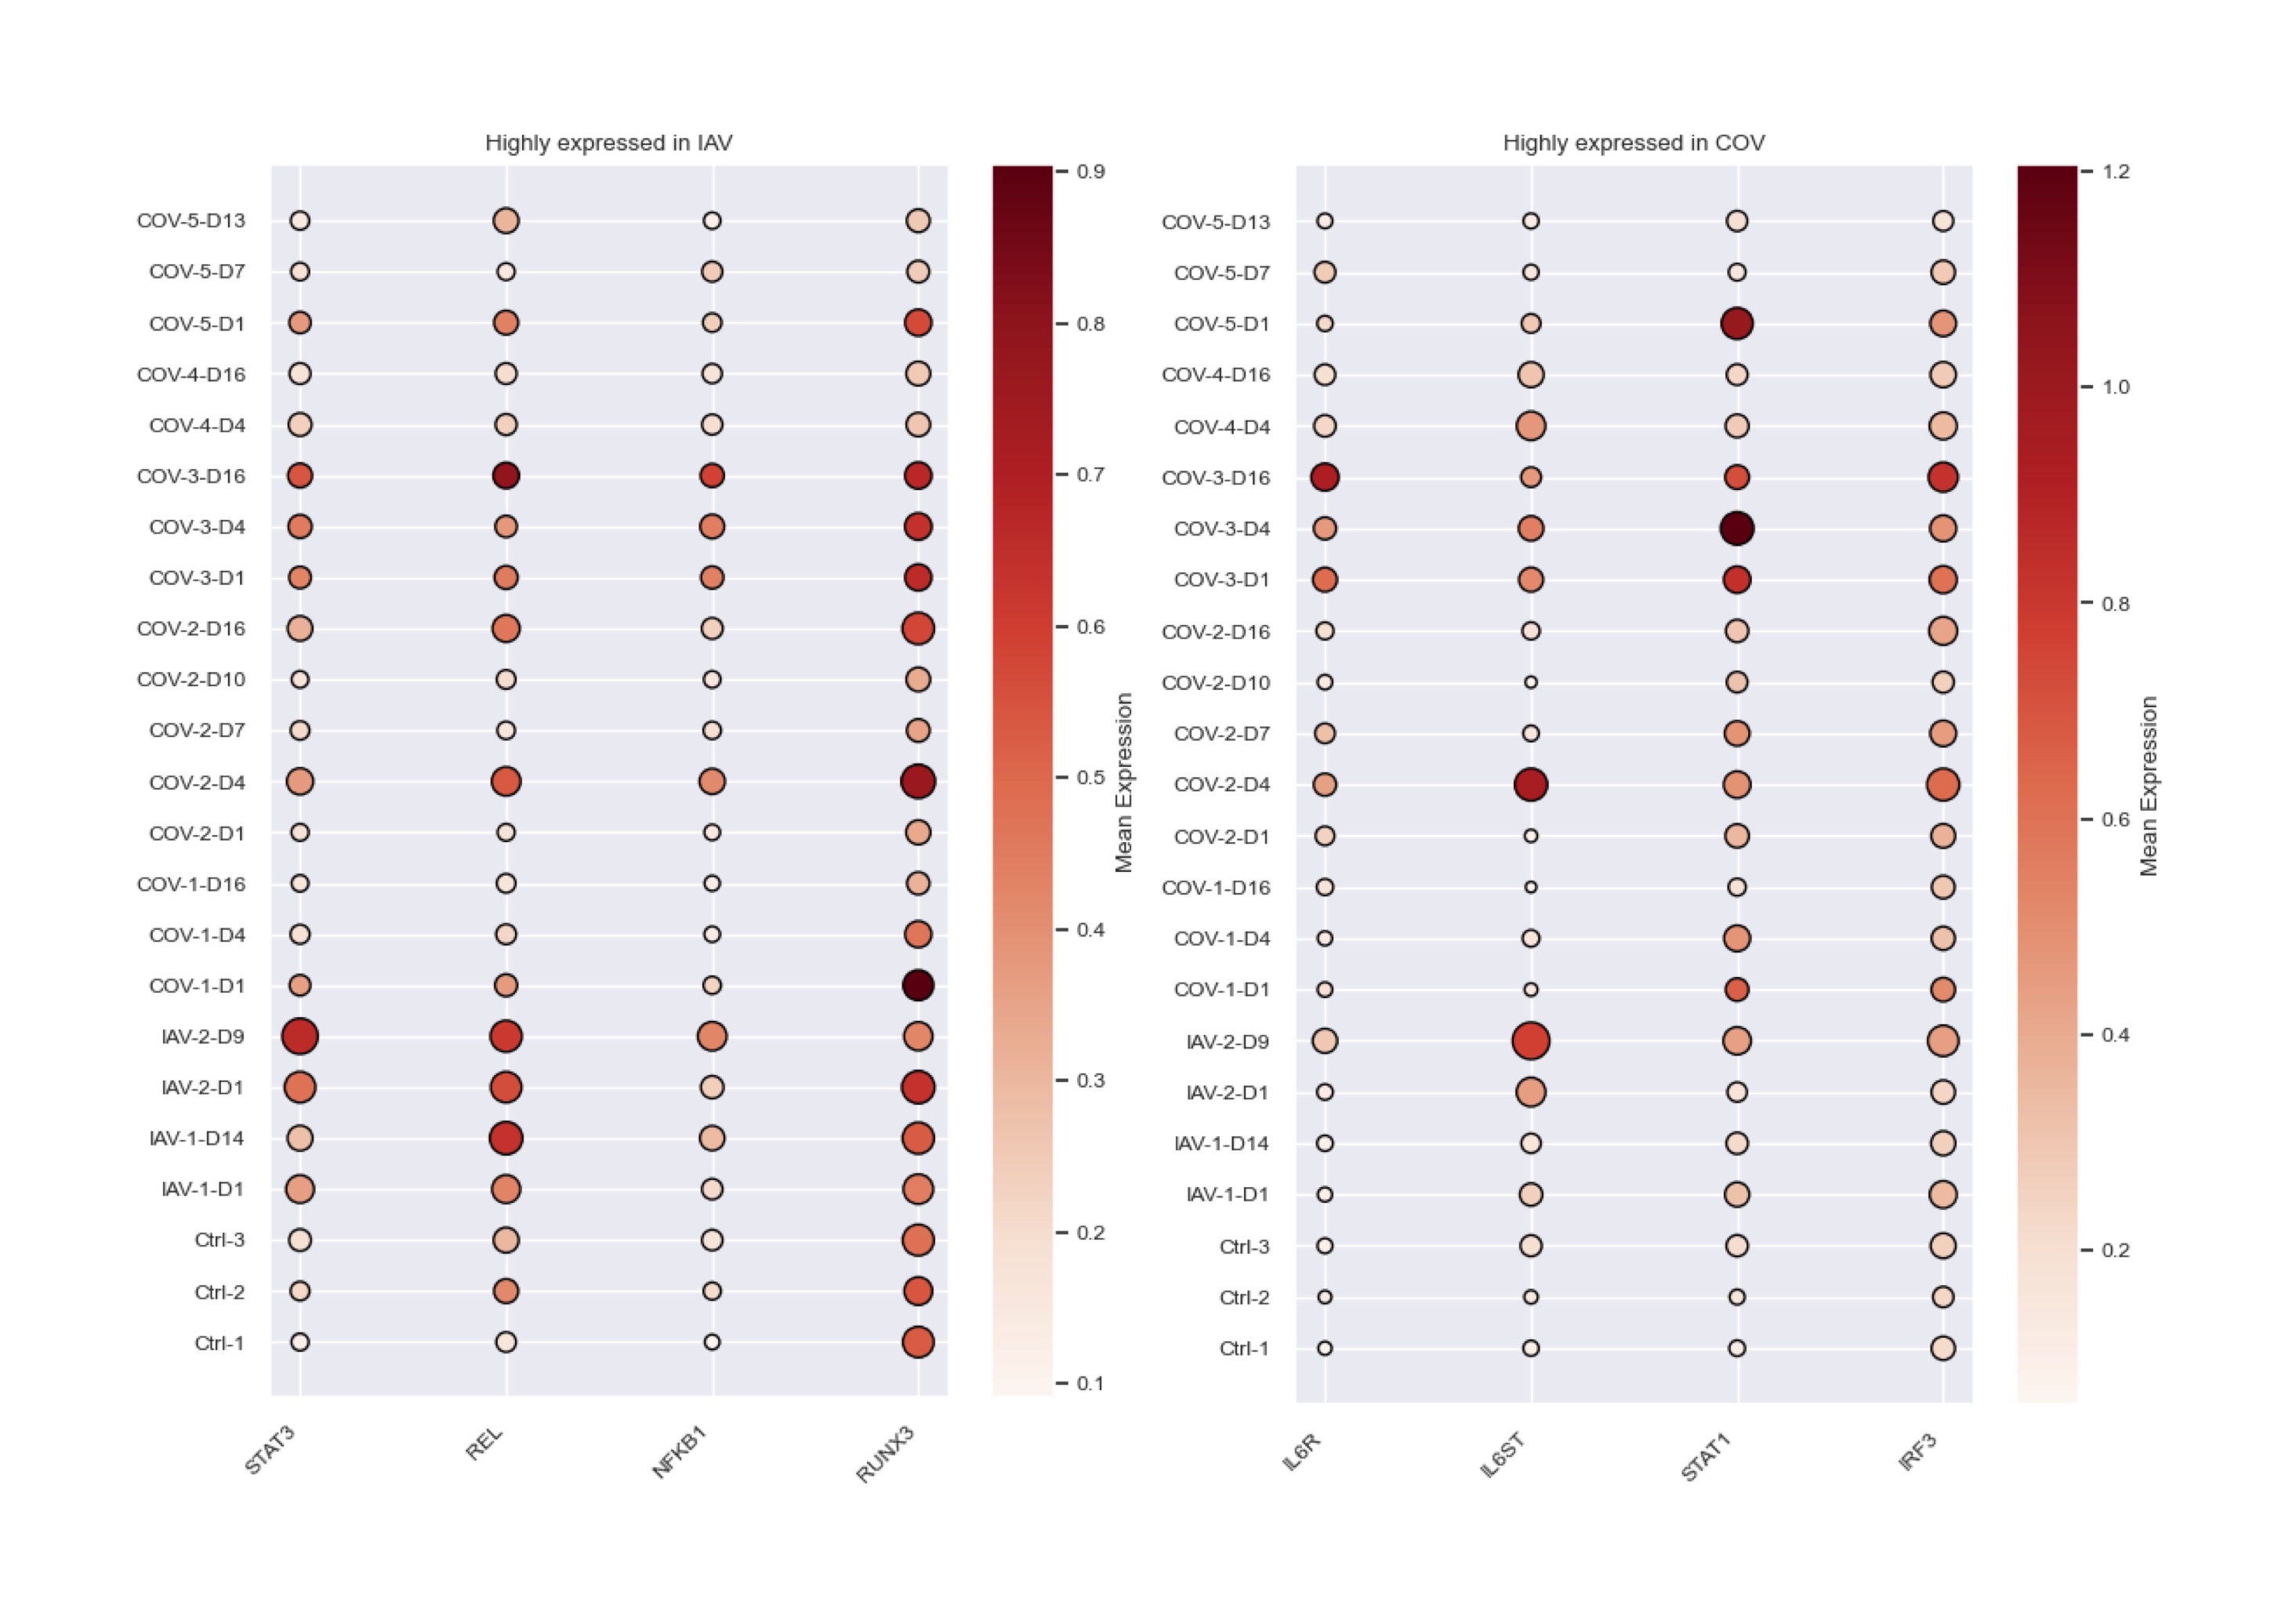 Highly expressed in IAV
COV-5-D13
COV-5-D7
COV-5-D1
COV-4-D16
COV-4-D4
COV-3-D16
COV-3-D4
COV-3-D1
COV-2-D16
COV-2-D10
COV-2-D7
COV-2-D4
COV-2-D1
COV-1-D16
COV-1-D4
COV-1-D1
IAV-2-D9
IAV-2-D1
IAV-1-D14
IAV-1-D1
Ctrl-3
Ctrl-2
Ctrl-1
STAT3
REL
NFKB1
RUNX3
0.9
0.8
0.7
0.6
0.5
0.4
0.3
0.2
0.1
Mean Expression
Highly expressed in COV
COV-5-D13
COV-5-D7
COV-5-D1
COV-4-D16
COV-4-D4
COV-3-D16
COV-3-D4
COV-3-D1
COV-2-D16
COV-2-D10
COV-2-D7
COV-2-D4
COV-2-D1
COV-1-D16
COV-1-D4
COV-1-D1
IAV-2-D9
IAV-2-D1
IAV-1-D14
IAV-1-D1
Ctrl-3
Ctrl-2
Ctrl-1
IL6R
IL6ST
STAT1
IRF3
1.2
1.0
0.8
0.6
0.4
0.2
Mean Expression